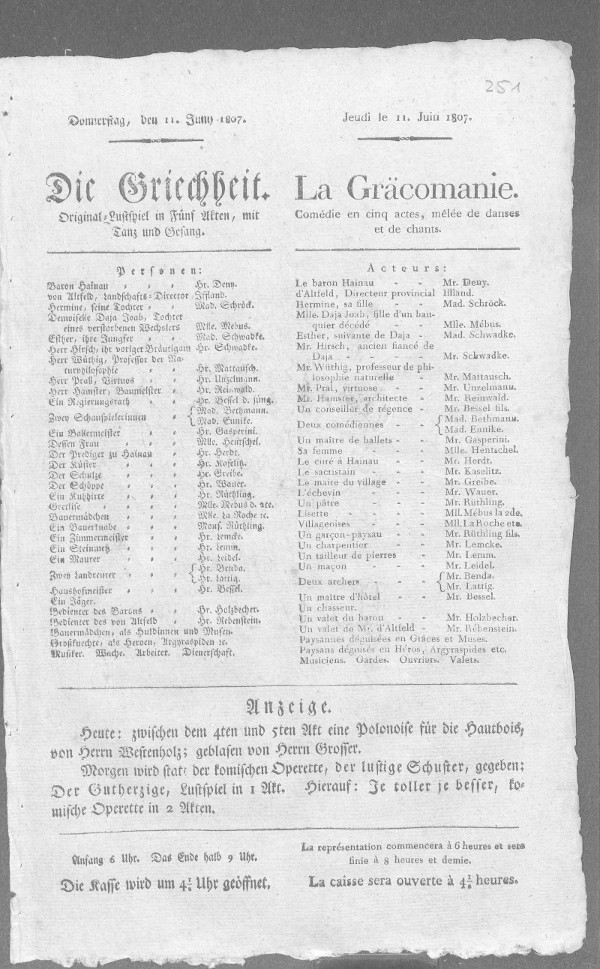 251
Donnerstag, den 11. Juny 1807.
Die Griechheit.
Original-Lustspiel in Fünf Akten, mit
Tanz und Gesang.
Personen:
Baron Hainau Hr. Deny.
von Altfeld, Landschafts-Director Iffland.
Hermine, seine Tochter Mad. Schröck.
Demoiselle Daja Joab, Tochter
eines verstorbenen Wechslers Mlle. Mebus.
Esther, ihre Jungfer Mad. Schwadke.
Herr Hirsch, ihr voriger Bräutigam Hr. Schwadke.
Herr Wüthig, Professor der Na-
turphilosophie Hr. Mattausch.
Herr Prall, Virtuos Hr. Unzelmann.
Herr Hamster, Baumeister Hr. Reinwald.
Ein Regierungsrath Hr. Bessel d. jüng.
Zwei Schauspielerinnen {Mad. Bethmann.
{Mad. Eunike.
Ein Balletmeister Hr. Gasperini.
Dessen Frau Mlle. Hentschel.
Der Prediger zu Hainau Hr. Herdt.
Der Küster Hr. Koselitz.
Der Schulze Hr. Greibe.
Der Schöppe Hr. Wauer.
Ein Kuhhirte Hr. Rüthling.
Greelise Mlle. Mebus d. 2te.
Bauermädchen Mlle. La Roche ꝛc.
Ein Bauerknabe Mons. Rüthling.
Ein Zimmermeister Hr. Lemcke.
Ein Steinmetz Hr. Lemm.
Ein Maurer Hr. Leidel.
Zwei Landreuter {Hr. Benda.
{Hr. Lattig.
Haushofmeister Hr. Bessel.
Ein Jäger.
Bedienter des Barons Hr. Holzbecher.
Bedienter des von Altfeld Hr. Rebenstein.
Bauermädchen, als Huldinnen und Musen.
Großknechte, als Heroen, Argyraspiden ꝛc.
Musiker. Wache. Arbeiter. Dienerschaft.
Jeudi le 11. Juin 1807.
La Gräcomanie.
Comédie en cinq actes, mêlée de danses
et de chants.
Acteurs:
Le baron Hainau - - Mr. Deny.
d'Altfeld, Directeur provincial Iffland.
Hermine, sa fille - - Mad. Schröck.
Mlle. Daja Joab, fille d'un ban-
quier décédé - - Mlle. Mébus.
Esther, suivante de Daja - Mad. Schwadke.
Mr. Hirsch, ancien fiancé de
Daja - - - Mr. Schwadke.
Mr. Wüthig, professeur de phi-
losophie naturelle - Mr. Mattausch.
Mr. Pral, virtuose - - Mr. Unzelmanu.
Mr. Hamster, architecte - Mr. Reinwald.
Un conseiller de régence - Mr. Bessel fils.
Deux comédiennes - - {Mad. Bethmanu.
{Mad. Eunike.
Un maître de ballets - - Mr. Gasperini.
Sa femme - - Mlle. Hentschel.
Le curé à Hainau - - Mr. Herdt.
Le sacristain - - Mr. Kaselitz.
Le maire du village - - Mr. Greibe.
L'échevin - - Mr. Wauer.
Un pâtre - - Mr. Rüthling.
Lisette - - Mll. Mébus la 2de.
Villageoises - - Mll. La Roche etc.
Un garçon-paysau - - Mr. Rüthling fils.
Un charpentier - - Mr. Lemcke.
Un tailleur de pierres - Mr. Lemm.
Un maçon - - Mr. Leidel.
Deux archers - - {Mr. Benda.
{Mr. Lattig.
Un maître d'hôtel - Mr. Bessel.
Un chasseur.
Un valet du baron - Mr. Holzbecher.
Un valet de Mr. d'Altfeld - Mr. Rébenstein.
Paysannes déguisées en Grâces et Muses.
Paysans dégoisés en Héros, Argyraspides etc.
Musiciens. Gardes. Ouvriers. Valets.
Anzeige.
Heute: zwischen dem 4ten und 5ten Akt eine Polonoise für die Hautbois,
von Herrn Westenholz; geblasen von Herrn Grosser.
Morgen wird statt der komischen Operette, der lustige Schuster, gegeben:
Der Gutherzige, Lustspiel in 1 Akt. Hierauf: Je toller je besser, ko-
mische Operette in 2 Akten.
Anfang 6 Uhr. Das Ende halb 9 Uhr.
Die Kasse wird um 4½ Uhr geöffnet.
La représentation commencera à 6 heures et sera
finie à 8 heures et demie.
La caisse sera ouverte à 4½ heures.